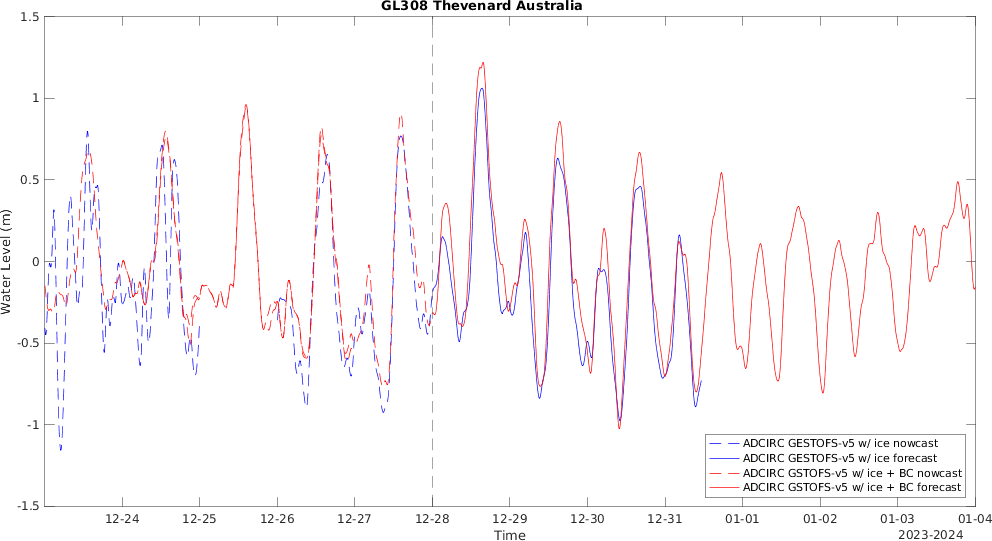 GL308 Thevenard Australia
1.5
1
0.5
0
-0.5
-1
-1.5
Water Level (m)
12-24 12-25 12-26 12-27 12-28 12-29 12-30 12-31 01-01 01-02 01-03 01-04
Time
2023-2024
ADCIRC GESTOFS-v5 w/ ice nowcast
ADCIRC GESTOFS-v5 w/ ice forecast
ADCIRC GSTOFS-v5 w/ ice + BC nowcast
ADCIRC GSTOFS-v5 w/ ice + BC forecast